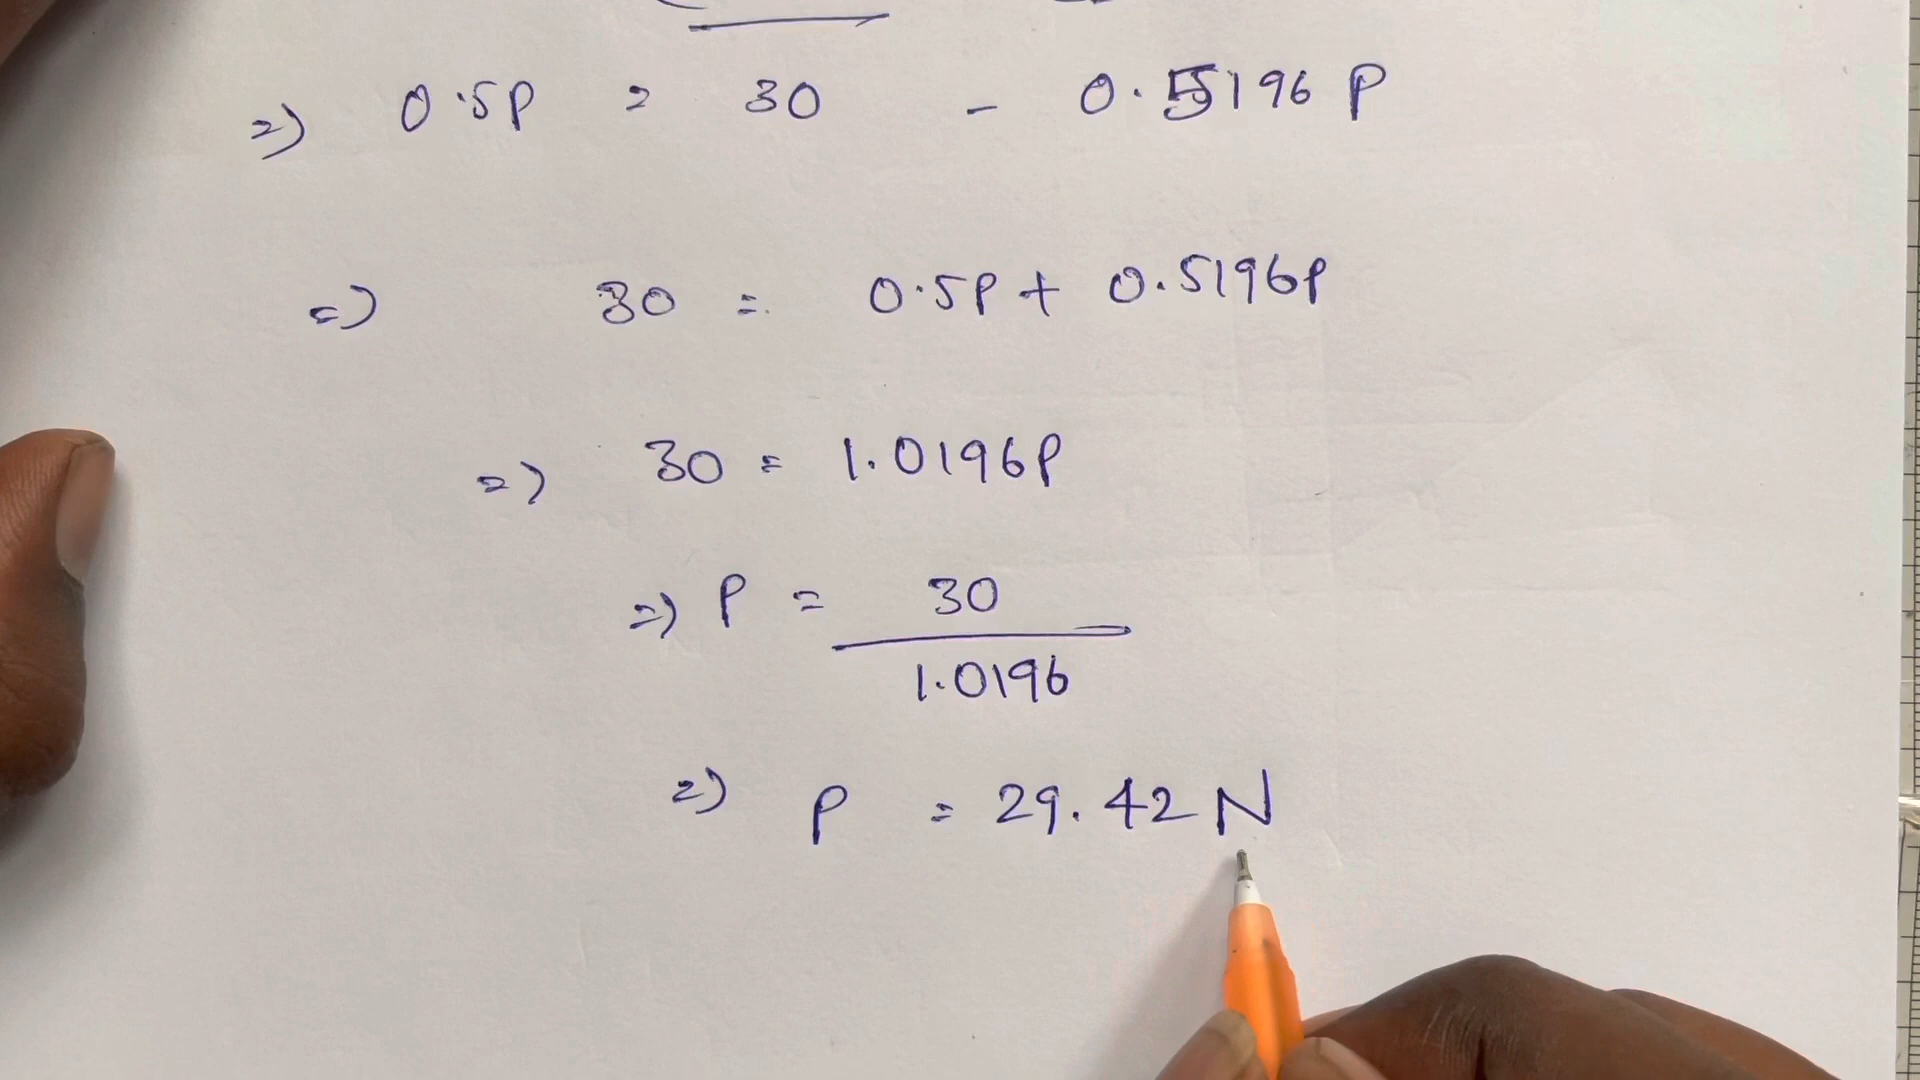 => 0.5P = 30 - 0.5196 P
=> 30 = 0.5P + 0.5196P
=> 30 = 1.0196P
=> P = 30
1.0196
=> P = 29.42 N